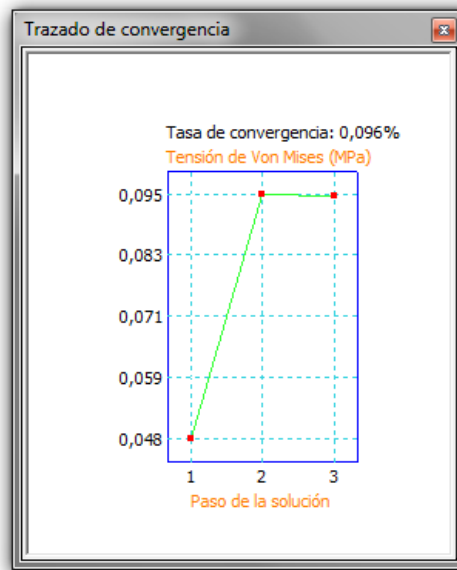 Trazado de convergencia
Tasa de convergencia: 0,096%
Tensión de Von Mises (MPa)
0,095
0,083
0,071
0,059
0,048
1 2 3
Paso de la solución